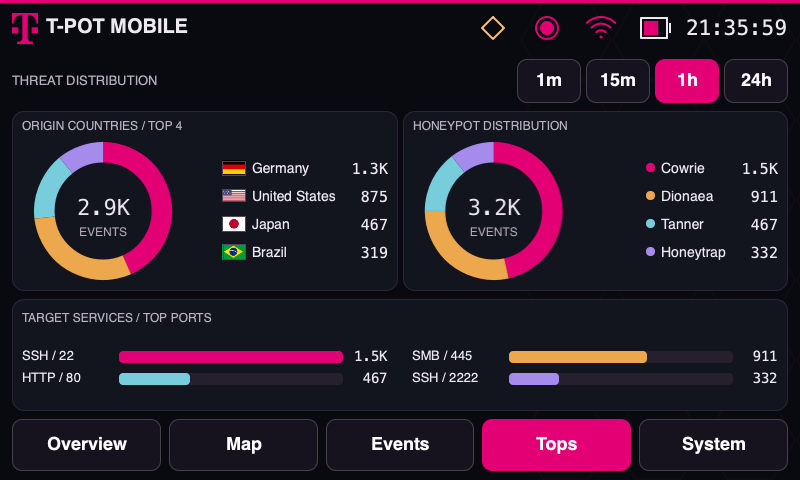 T T-POT MOBILE 21:35:59
THREAT DISTRIBUTION 1m 15m 1h 24h
ORIGIN COUNTRIES / TOP 4
2.9K
EVENTS
Germany 1.3K
United States 875
Japan 467
Brazil 319
HONEYPOT DISTRIBUTION
3.2K
EVENTS
Cowrie 1.5K
Dionaea 911
Tanner 467
Honeytrap 332
TARGET SERVICES / TOP PORTS
SSH / 22 1.5K
SMB / 445 911
HTTP / 80 467
SSH / 2222 332
Overview Map Events Tops System